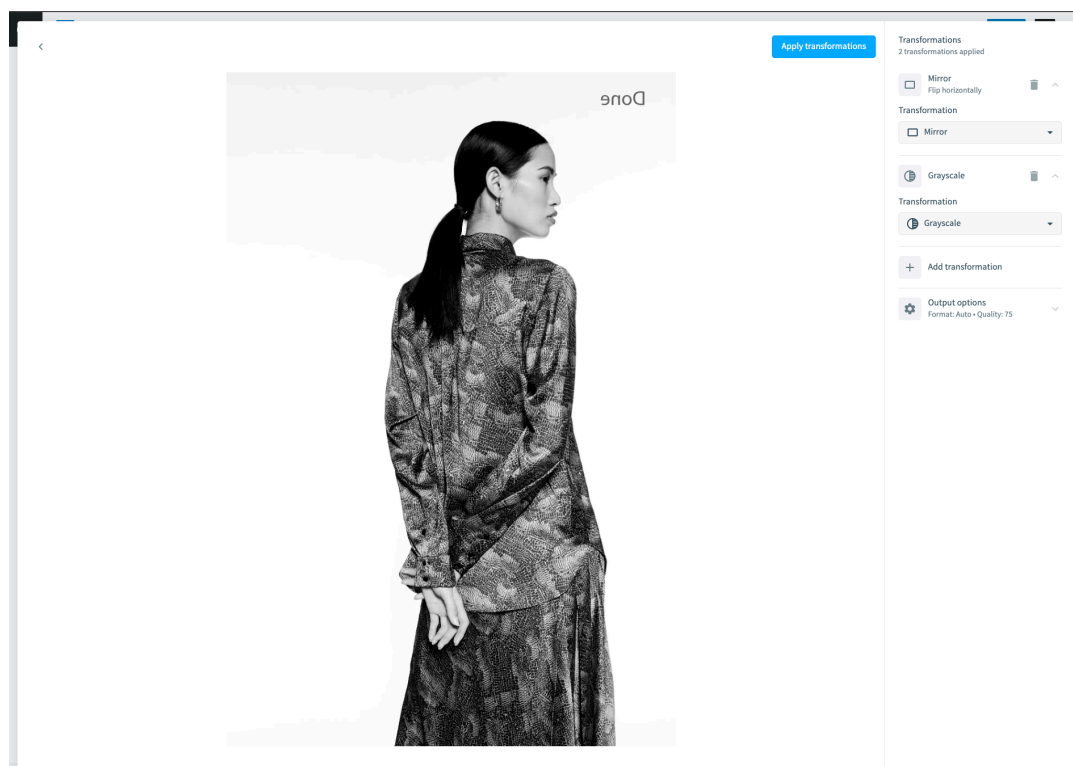 Apply transformations
Done
Transformations
2 transformations applied
Mirror
Flip horizontally
Transformation
Mirror
Grayscale
Transformation
Grayscale
Add transformation
Output options
Format: Auto • Quality: 75